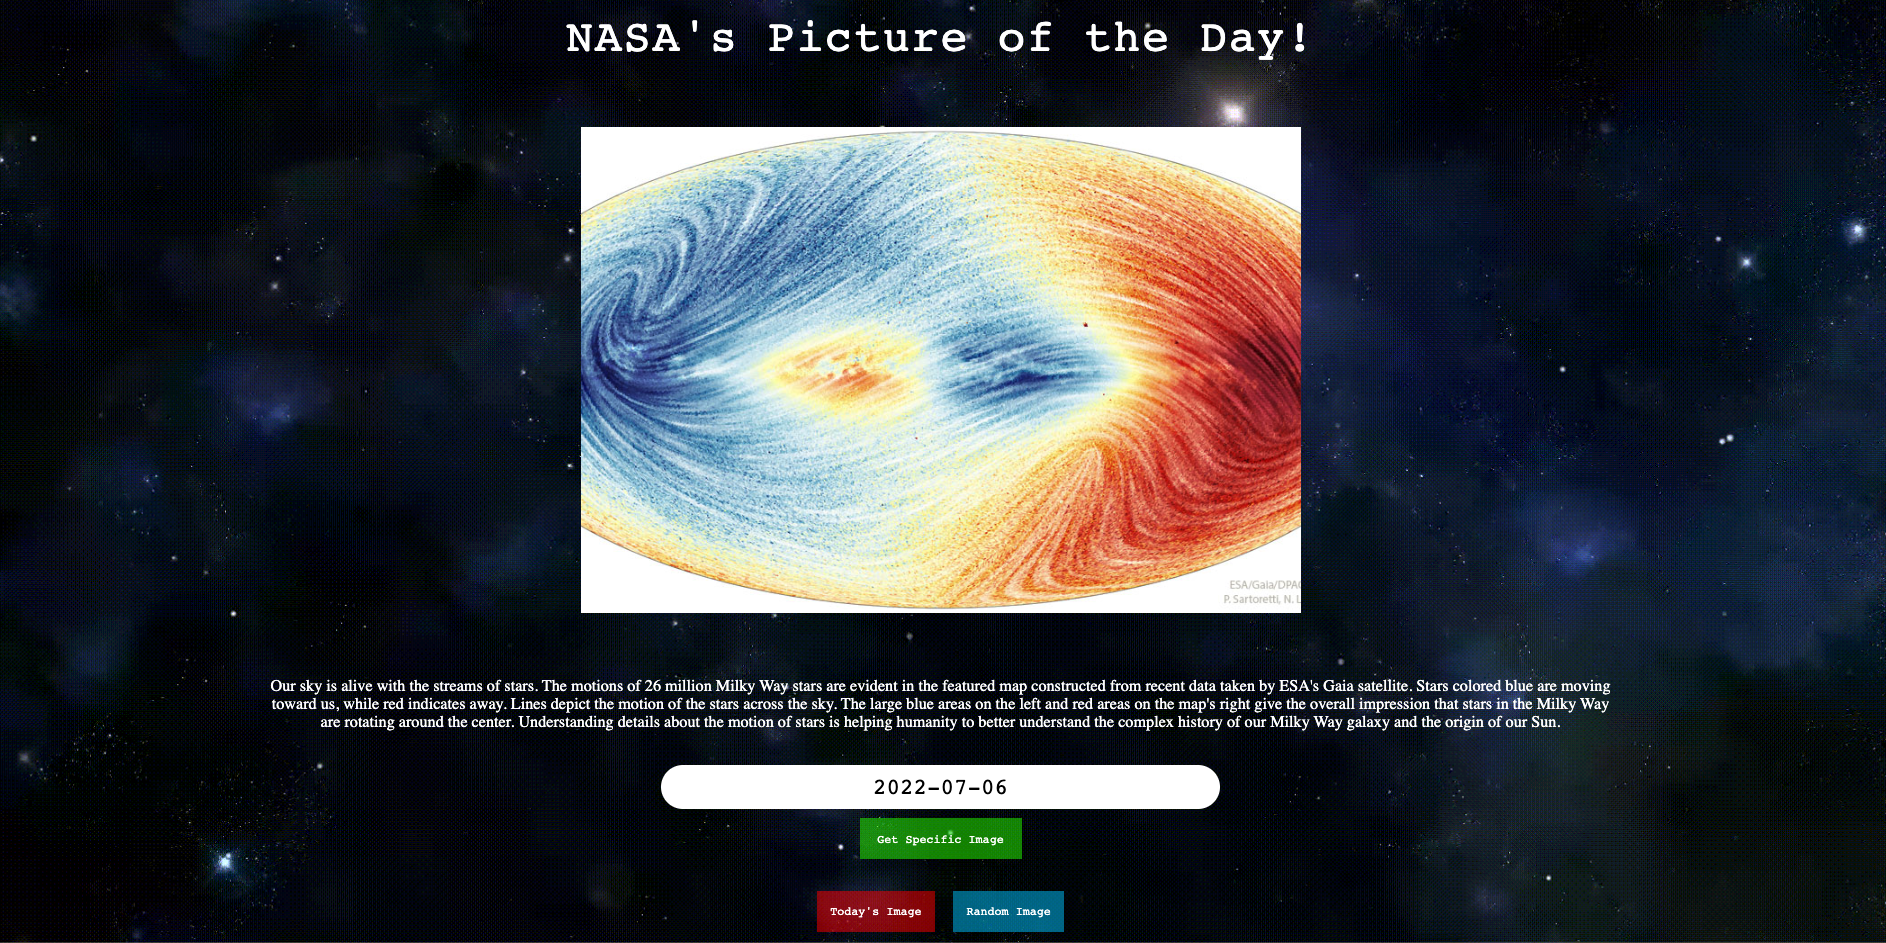 NASA's Picture of the Day!
ESA/Gaia/DPAC
P. Sartoretti, N. L
Our sky is alive with the streams of stars. The motions of 26 million Milky Way stars are evident in the featured map constructed from recent data taken by ESA's Gaia satellite. Stars colored blue are moving
toward us, while red indicates away. Lines depict the motion of the stars across the sky. The large blue areas on the left and red areas on the map's right give the overall impression that stars in the Milky Way
are rotating around the center. Understanding details about the motion of stars is helping humanity to better understand the complex history of our Milky Way galaxy and the origin of our Sun.
2022-07-06
Get Specific Image
Today's Image
Random Image